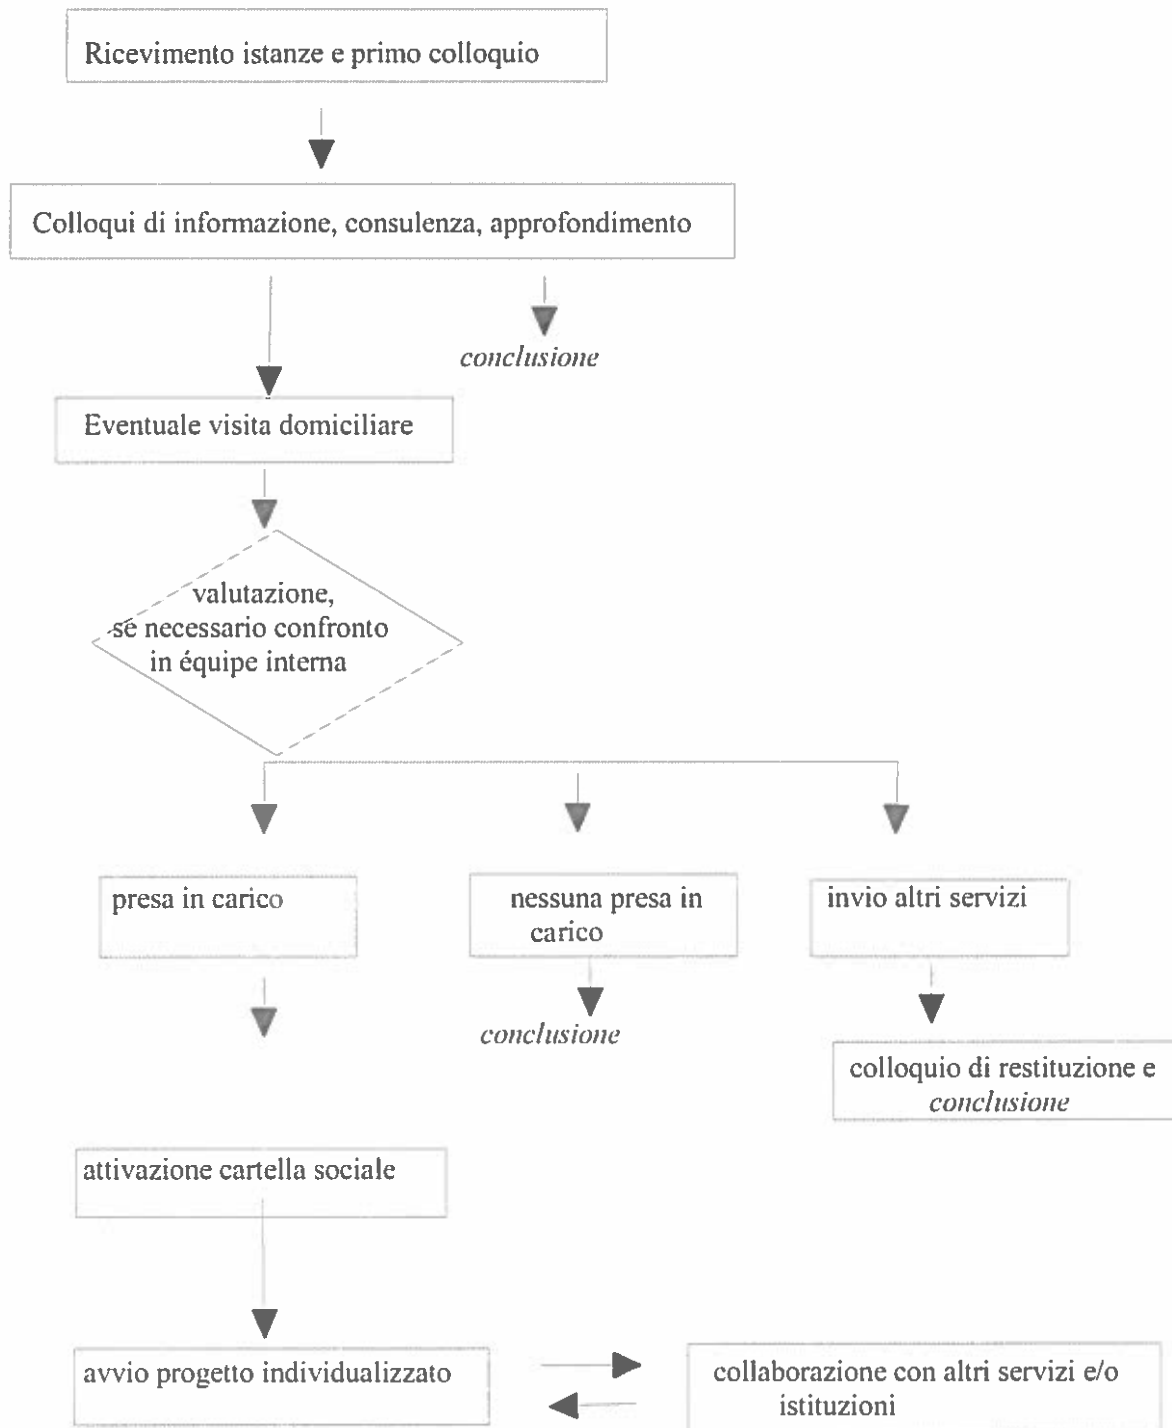 Ricevimento istanze e primo colloquio
Colloqui di informazione, consulenza, approfondimento
conclusione
Eventuale visita domiciliare
valutazione,
se necessario confronto
in équipe interna
presa in carico
nessuna presa in
carico
invio altri servizi
conclusione
colloquio di restituzione e
conclusione
attivazione cartella sociale
avvio progetto individualizzato
collaborazione con altri servizi e/o
istituzioni